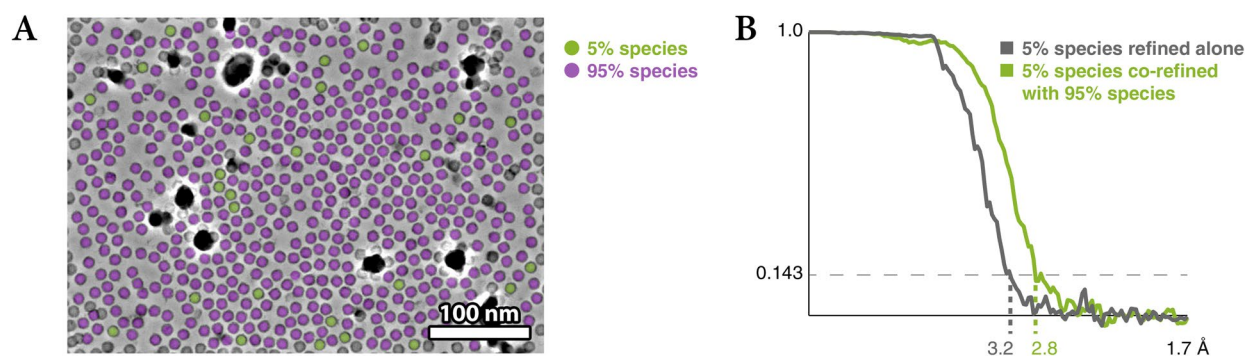 A
5% species
95% species
100 nm
B
1.0
5% species refined alone
5% species co-refined
with 95% species
0.143
3.2
2.8
1.7 Å